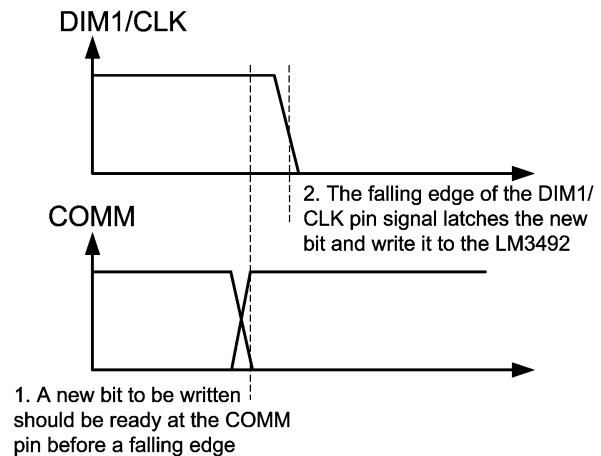 DIM1/CLK
2. The falling edge of the DIM1/
CLK pin signal latches the new
bit and write it to the LM3492
COMM
1. A new bit to be written
should be ready at the COMM
pin before a falling edge